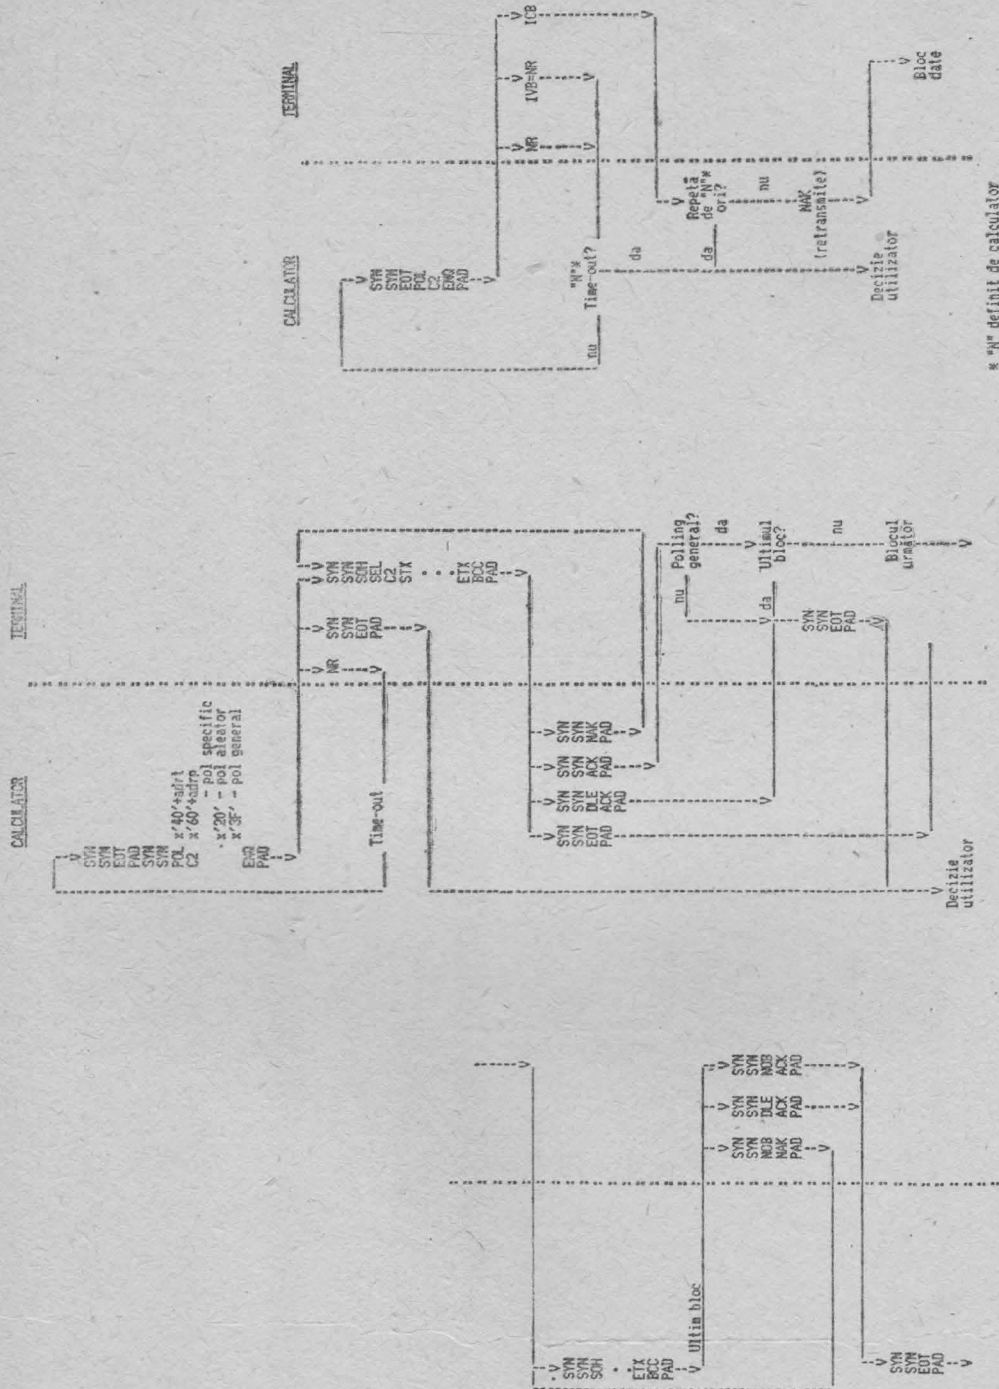 CALCULATOR
TERMINAL
V
SYN
SYN
EOT
POL
C2
ENQ
PAD
V
V
NR
V
V
IVB=NR
V
V
ICB
V
"N"*
Time-out?
nu
da
V
Repetă
de "N"*
ori?
da
nu
NAK
(retransmite)
V
V
Decizie
utilizator
V
Bloc
date
* "N" definit de calculator
CALCULATOR
TERMINAL
V
SYN
SYN
EOT
PAD
SYN
SYN
POL x'40'+adrt
C2 x'60'+adrp
- pol specific
x'20' - pol aleator
x'3F' - pol general
ENQ
PAD
V
V
NR
V
Time-out
V
SYN
SYN
EOT
PAD
V
V V
SYN
SYN
SOH
SEL
C2
STX
.
.
.
ETX
BCC
PAD
V
V
SYN
SYN
EOT
PAD
V
V
SYN
SYN
DLE
ACK
PAD
V
V
SYN
SYN
ACK
PAD
V
V
SYN
SYN
NAK
PAD
V
Polling
general?
nu
da
V
V
Ultimul
bloc?
da
nu
SYN
SYN
EOT
PAD
V
Blocul
următor
V
V
Decizie
utilizator
V
V
SYN
SYN
SOH
.
.
ETX
BCC
PAD
V
Ultim bloc
V
SYN
SYN
NOB
NAK
PAD
V
V
SYN
SYN
DLE
ACK
PAD
V
V
SYN
SYN
NOB
ACK
PAD
V
V
SYN
SYN
EOT
PAD
V